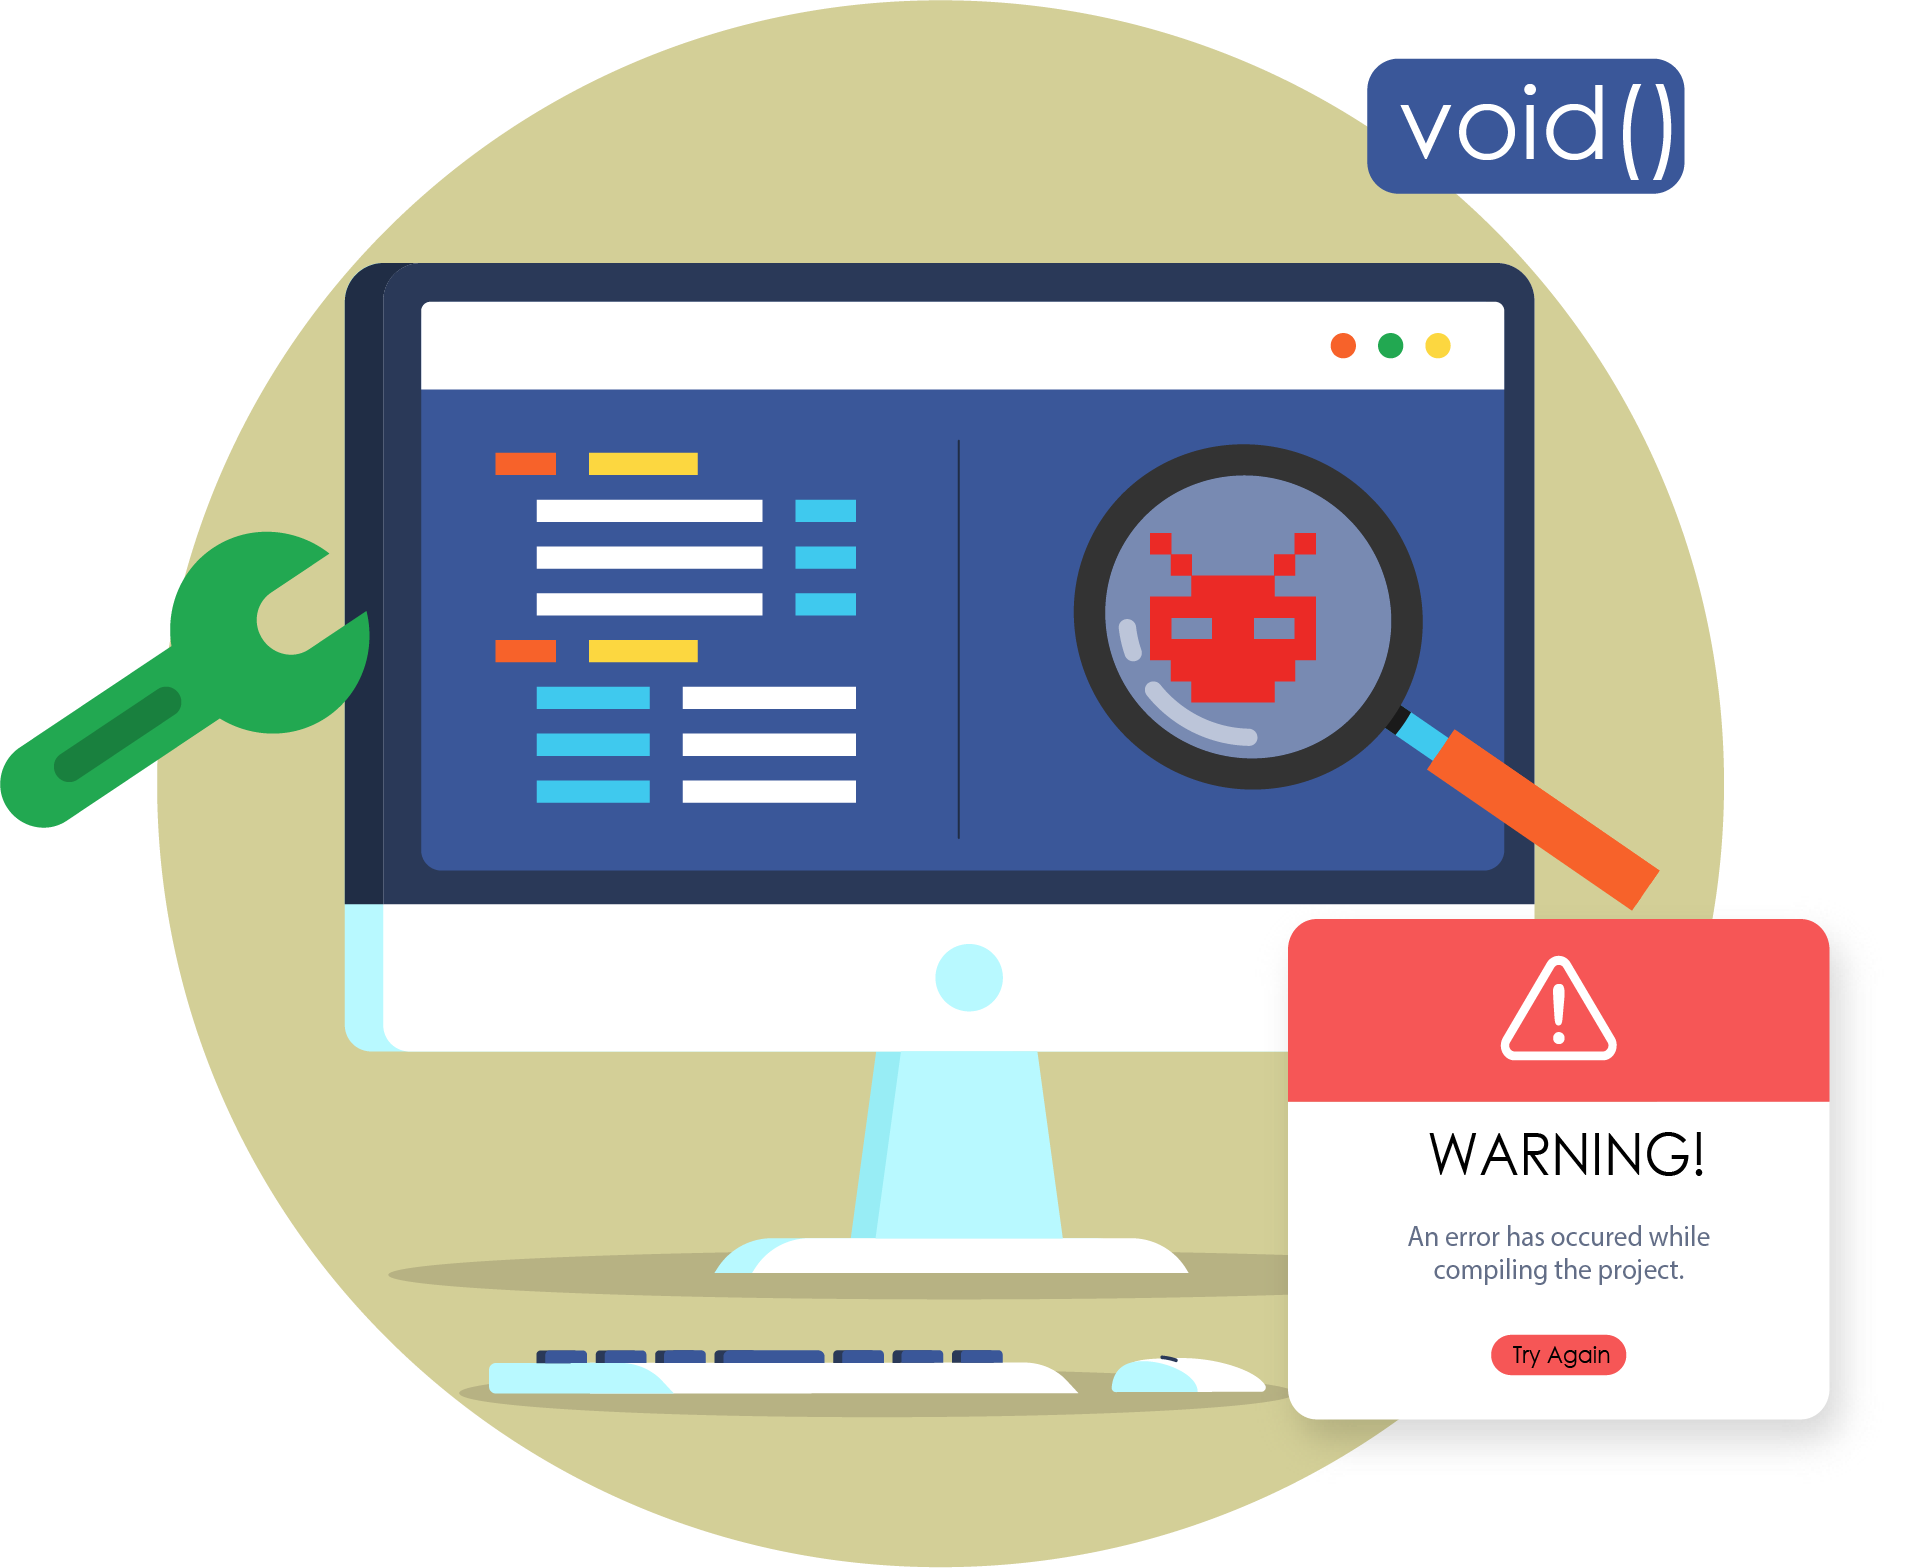 void()
WARNING!
An error has occured while
compiling the project.
Try Again